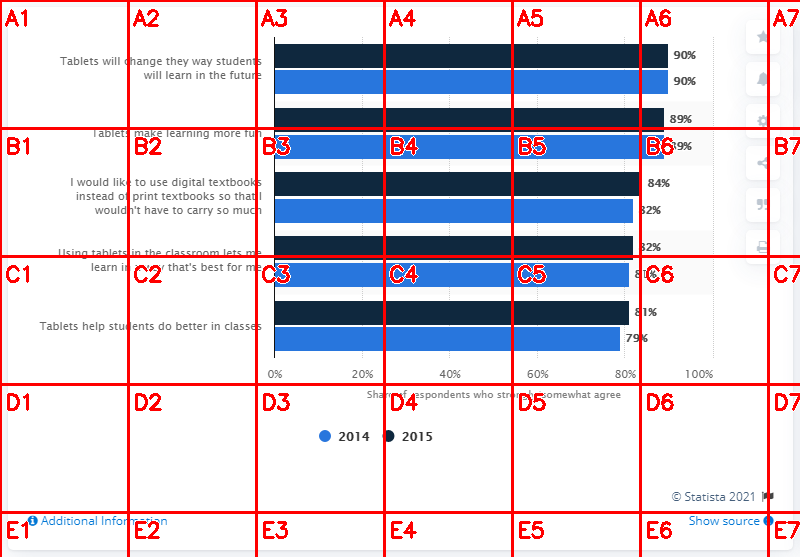 A1 A2 A3 A4 A5 A6 A7
Tablets will change they way students
will learn in the future
90%
90%
Tablets make learning more fun
89%
89%
B1 B2 B3 B4 B5 B6 B7
I would like to use digital textbooks
instead of print textbooks so that I
wouldn't have to carry so much
84%
82%
Using tablets in the classroom lets me
learn in a way that's best for me
82%
81%
C1 C2 C3 C4 C5 C6 C7
Tablets help students do better in classes
81%
79%
0% 20% 40% 60% 80% 100%
Share of respondents who strongly/somewhat agree
D1 D2 D3 D4 D5 D6 D7
2014 2015
© Statista 2021
Additional Information
Show source
E1 E2 E3 E4 E5 E6 E7